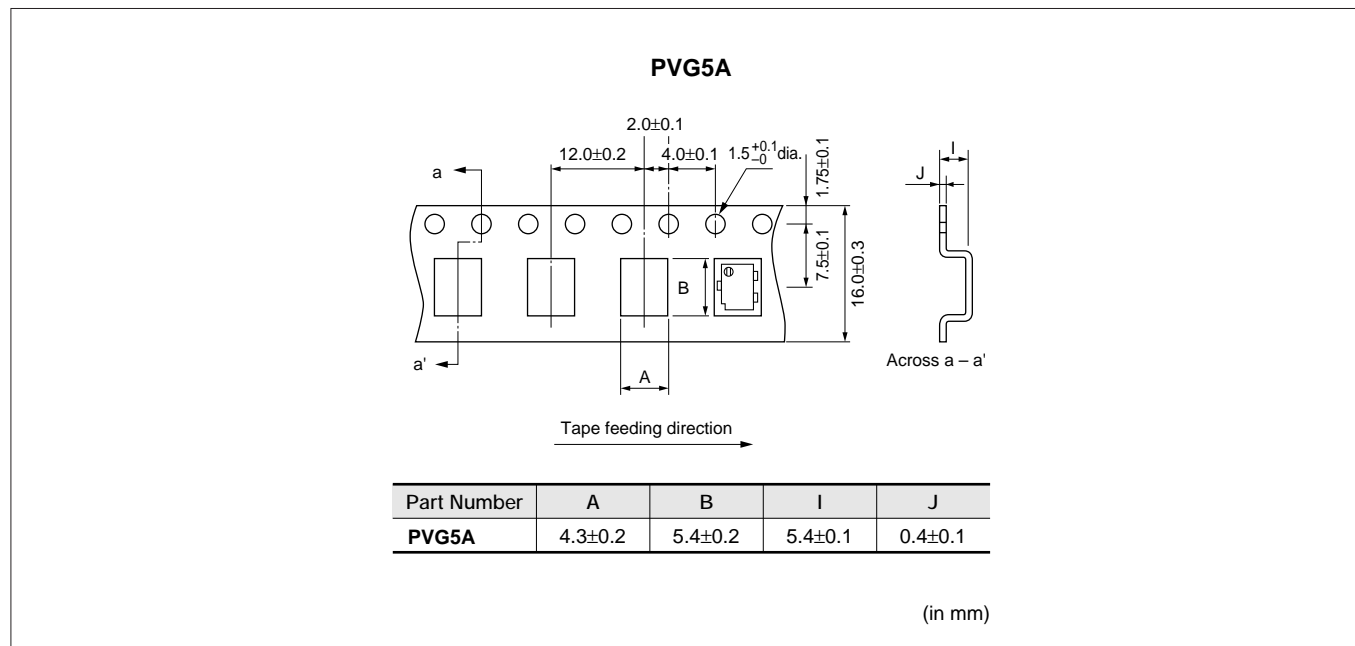 PVG5A
2.0±0.1
12.0±0.2
4.0±0.1
1.5 +0.1 −0 dia.
1.75±0.1
7.5±0.1
16.0±0.3
a
B
a'
A
I
J
Across a – a'
Tape feeding direction
Part Number A B I J
PVG5A 4.3±0.2 5.4±0.2 5.4±0.1 0.4±0.1
(in mm)